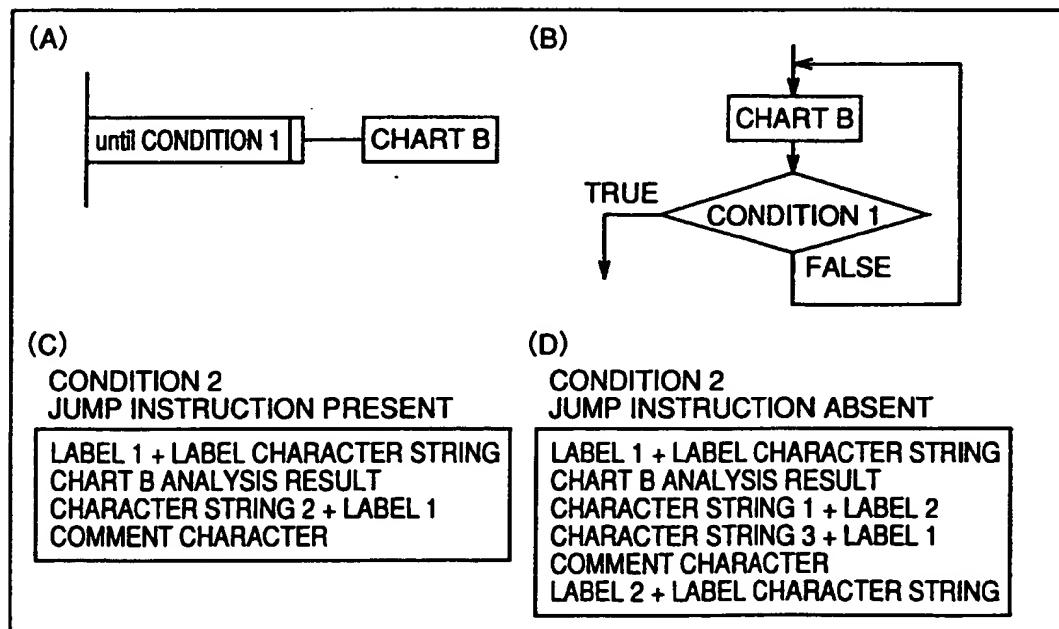 (A)
until CONDITION 1
CHART B
(B)
CHART B
TRUE
CONDITION 1
FALSE
(C)
CONDITION 2
JUMP INSTRUCTION PRESENT
LABEL 1 + LABEL CHARACTER STRING
CHART B ANALYSIS RESULT
CHARACTER STRING 2 + LABEL 1
COMMENT CHARACTER
(D)
CONDITION 2
JUMP INSTRUCTION ABSENT
LABEL 1 + LABEL CHARACTER STRING
CHART B ANALYSIS RESULT
CHARACTER STRING 1 + LABEL 2
CHARACTER STRING 3 + LABEL 1
COMMENT CHARACTER
LABEL 2 + LABEL CHARACTER STRING